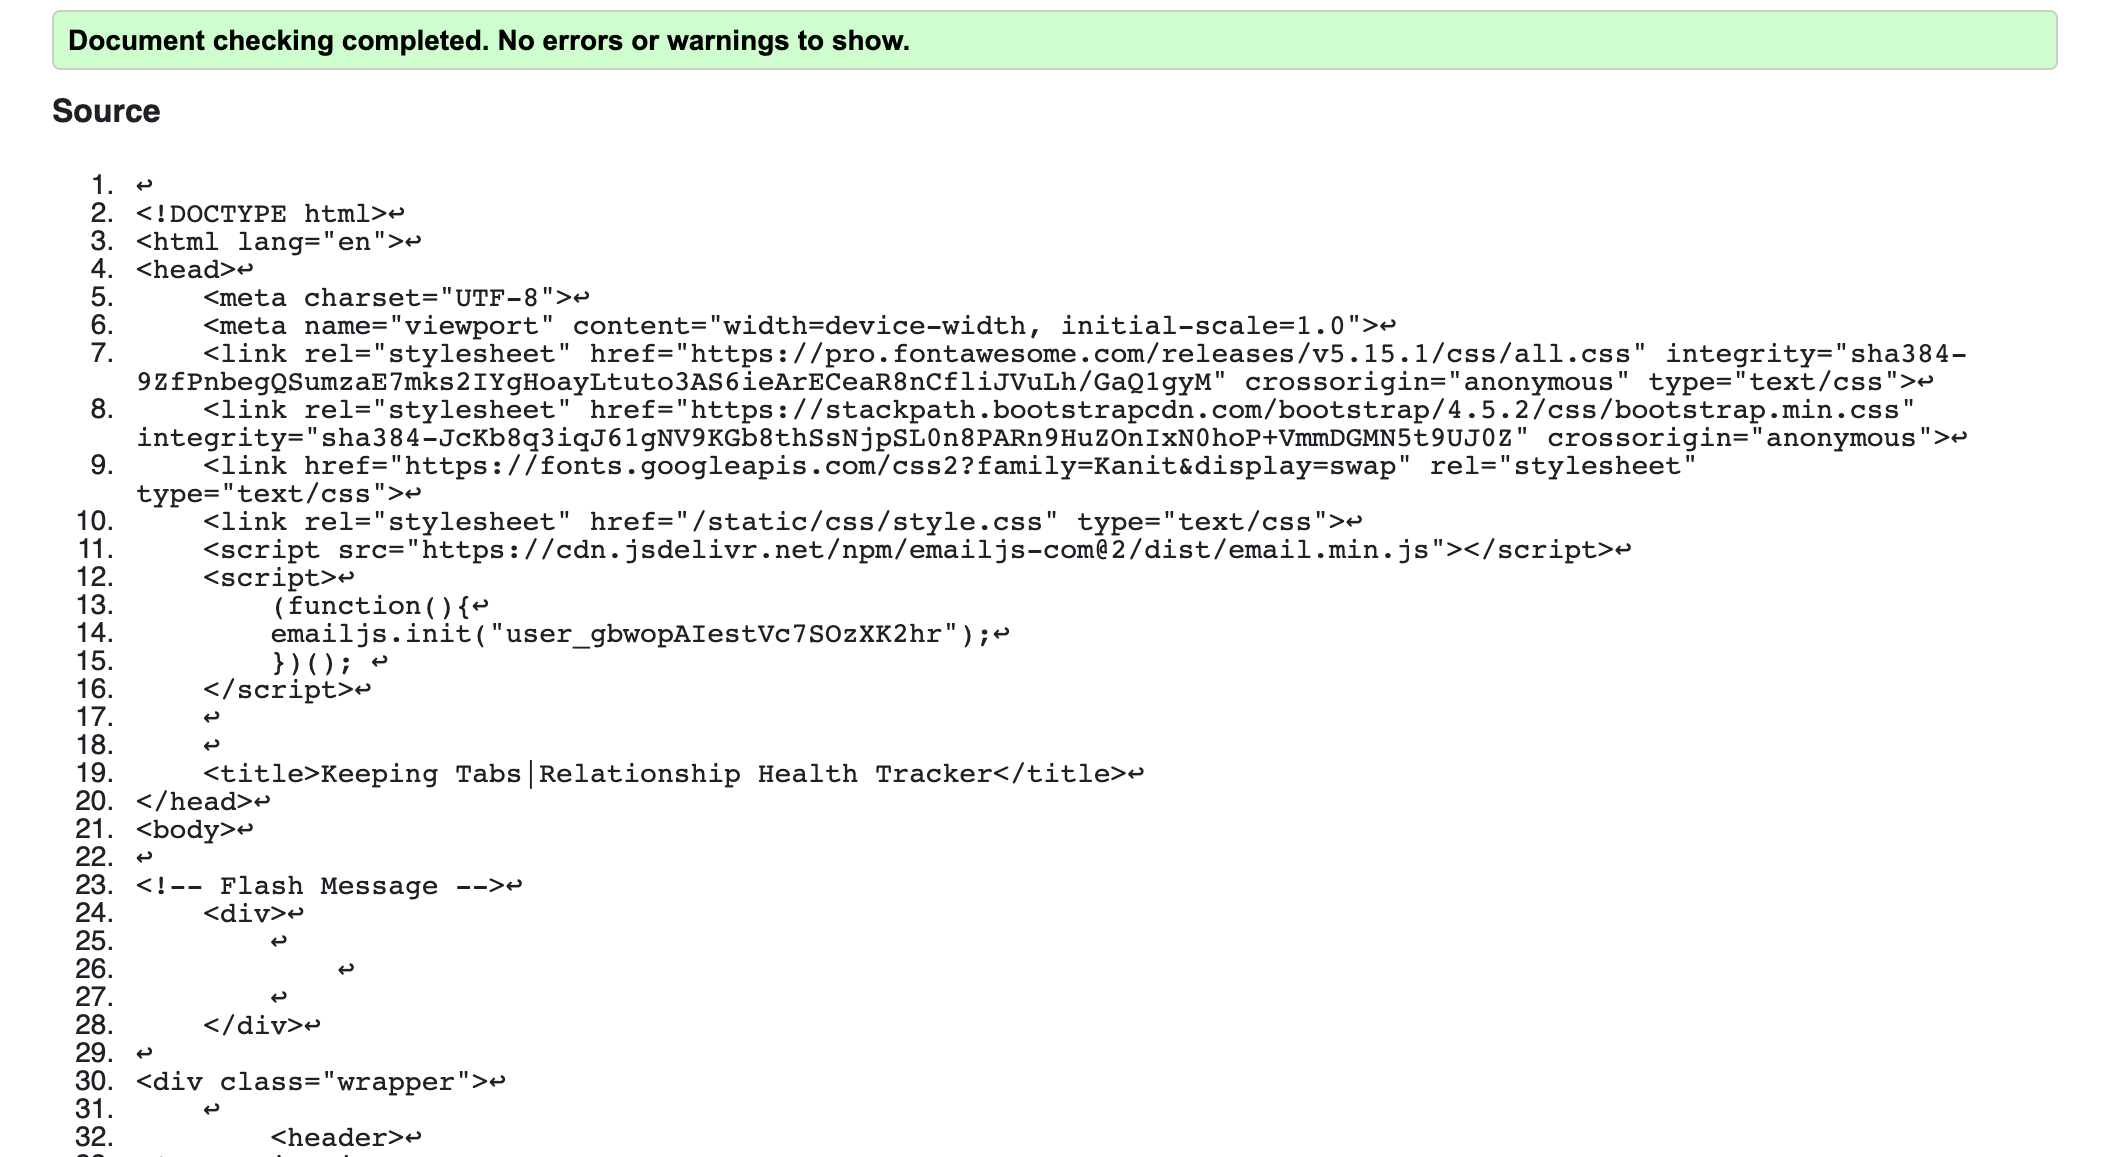 Document checking completed. No errors or warnings to show.
Source
1. ↩
2. <!DOCTYPE html>↩
3. <html lang="en">↩
4. <head>↩
5.     <meta charset="UTF-8">↩
6.     <meta name="viewport" content="width=device-width, initial-scale=1.0">↩
7.     <link rel="stylesheet" href="https://pro.fontawesome.com/releases/v5.15.1/css/all.css" integrity="sha384-
9ZfPnbegQSumzaE7mks2IYgHoayLtuto3AS6ieArECeaR8nCfliJVuLh/GaQ1gyM" crossorigin="anonymous" type="text/css">↩
8.     <link rel="stylesheet" href="https://stackpath.bootstrapcdn.com/bootstrap/4.5.2/css/bootstrap.min.css"
integrity="sha384-JcKb8q3iqJ61gNV9KGb8thSsNjpSL0n8PARn9HuZOnIxN0hoP+VmmDGMN5t9UJ0Z" crossorigin="anonymous">↩
9.     <link href="https://fonts.googleapis.com/css2?family=Kanit&display=swap" rel="stylesheet"
type="text/css">↩
10.     <link rel="stylesheet" href="/static/css/style.css" type="text/css">↩
11.     <script src="https://cdn.jsdelivr.net/npm/emailjs-com@2/dist/email.min.js"></script>↩
12.     <script>↩
13.         (function(){↩
14.         emailjs.init("user_gbwopAIestVc7SOzXK2hr");↩
15.         })(); ↩
16.     </script>↩
17.     ↩
18.     ↩
19.     <title>Keeping Tabs|Relationship Health Tracker</title>↩
20. </head>↩
21. <body>↩
22. ↩
23. <!-- Flash Message -->↩
24.     <div>↩
25.         ↩
26.             ↩
27.         ↩
28.     </div>↩
29. ↩
30. <div class="wrapper">↩
31.     ↩
32.         <header>↩